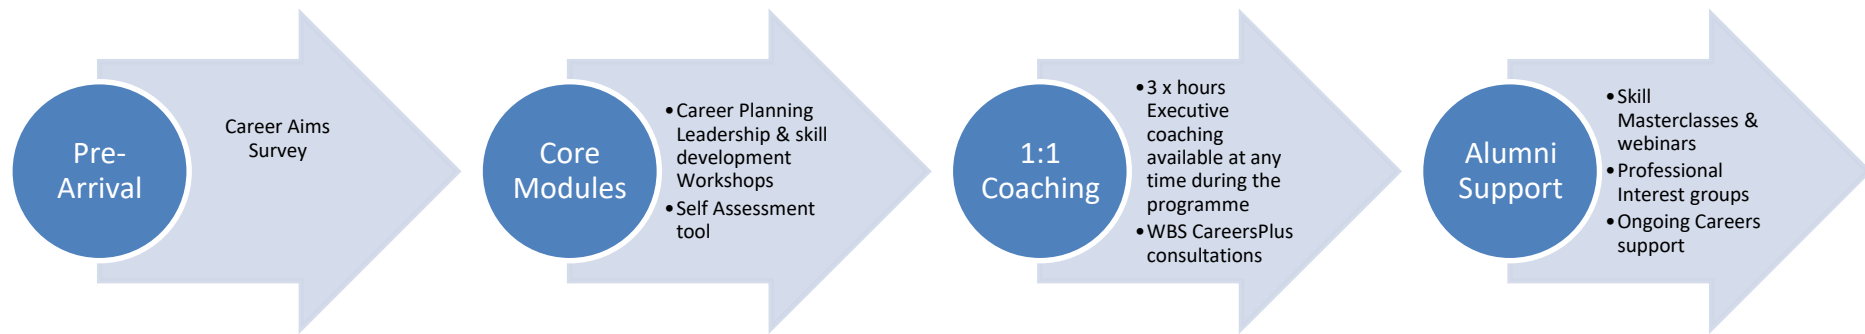 Pre-
Arrival
Career Aims
Survey
Core
Modules
•Career Planning
Leadership & skill
development
Workshops
•Self Assessment
tool
1:1
Coaching
•3 x hours
Executive
coaching
available at any
time during the
programme
•WBS CareersPlus
consultations
Alumni
Support
•Skill
Masterclasses &
webinars
•Professional
Interest groups
•Ongoing Careers
support